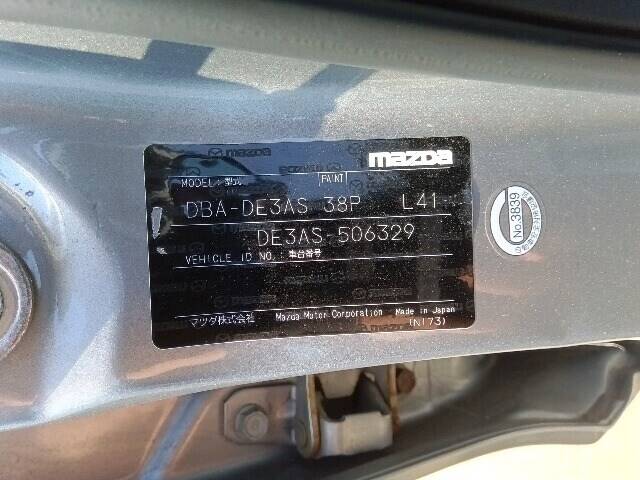 mazda
MODEL・型式 PAINT
DBA-DE3AS 38P L41
DE3AS-506329
VEHICLE ID NO.・車台番号
マツダ株式会社 Mazda Motor Corporation Made in Japan
(N173)
No.3839